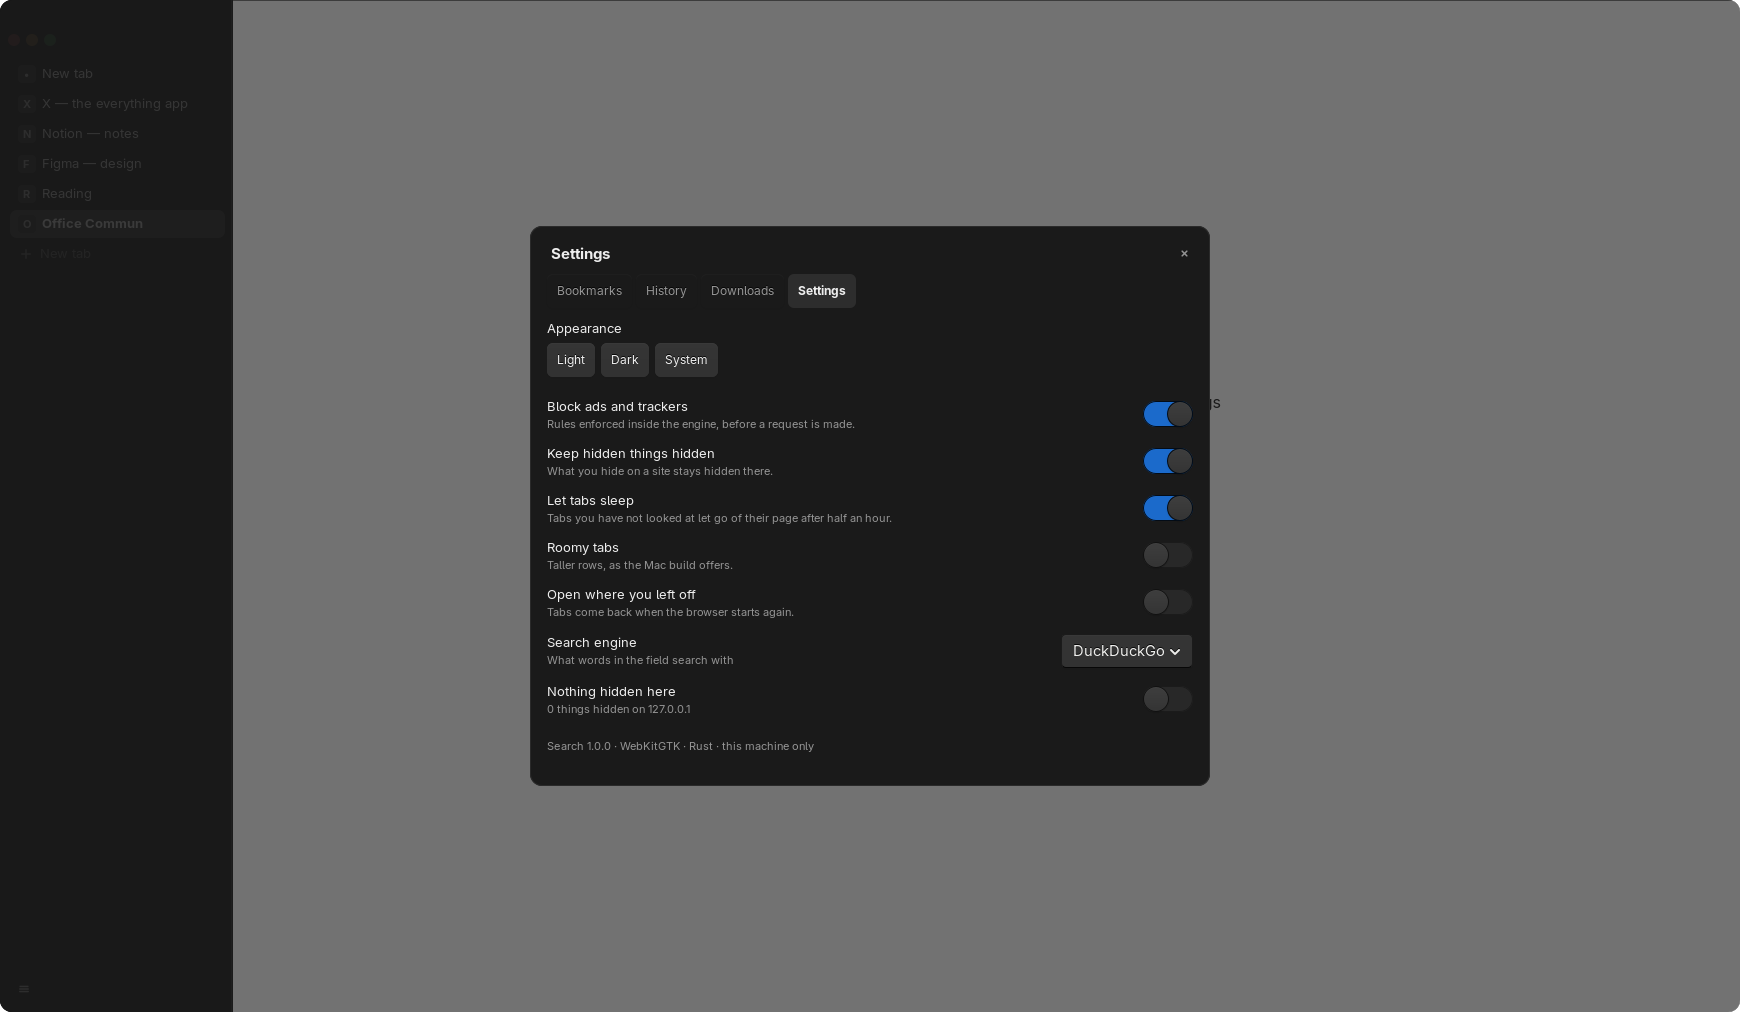 New tab
X X — the everything app
N Notion — notes
F Figma — design
R Reading
O Office Commun
+ New tab
Settings ×
Bookmarks History Downloads Settings
Appearance
Light Dark System
Block ads and trackers
Rules enforced inside the engine, before a request is made.
gs
Keep hidden things hidden
What you hide on a site stays hidden there.
Let tabs sleep
Tabs you have not looked at let go of their page after half an hour.
Roomy tabs
Taller rows, as the Mac build offers.
Open where you left off
Tabs come back when the browser starts again.
Search engine
What words in the field search with
DuckDuckGo
Nothing hidden here
0 things hidden on 127.0.0.1
Search 1.0.0 · WebKitGTK · Rust · this machine only